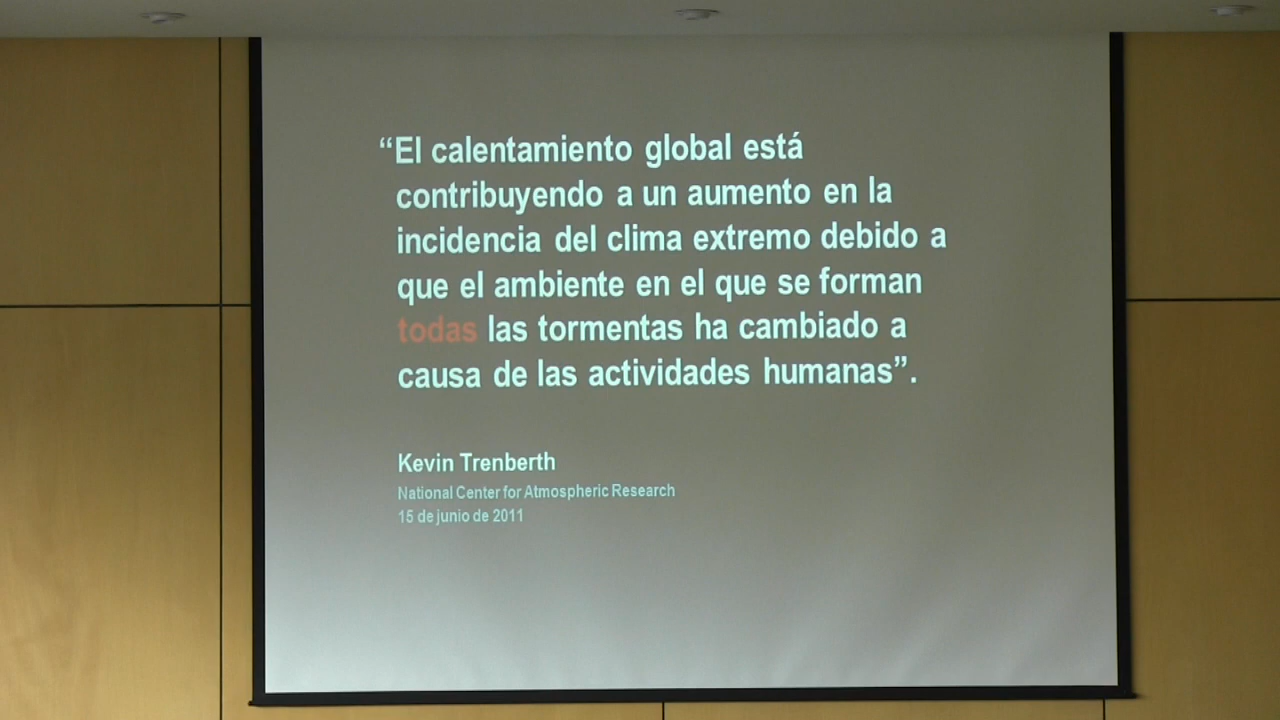 “El calentamiento global está
contribuyendo a un aumento en la
incidencia del clima extremo debido a
que el ambiente en el que se forman
todas las tormentas ha cambiado a
causa de las actividades humanas”.
Kevin Trenberth
National Center for Atmospheric Research
15 de junio de 2011